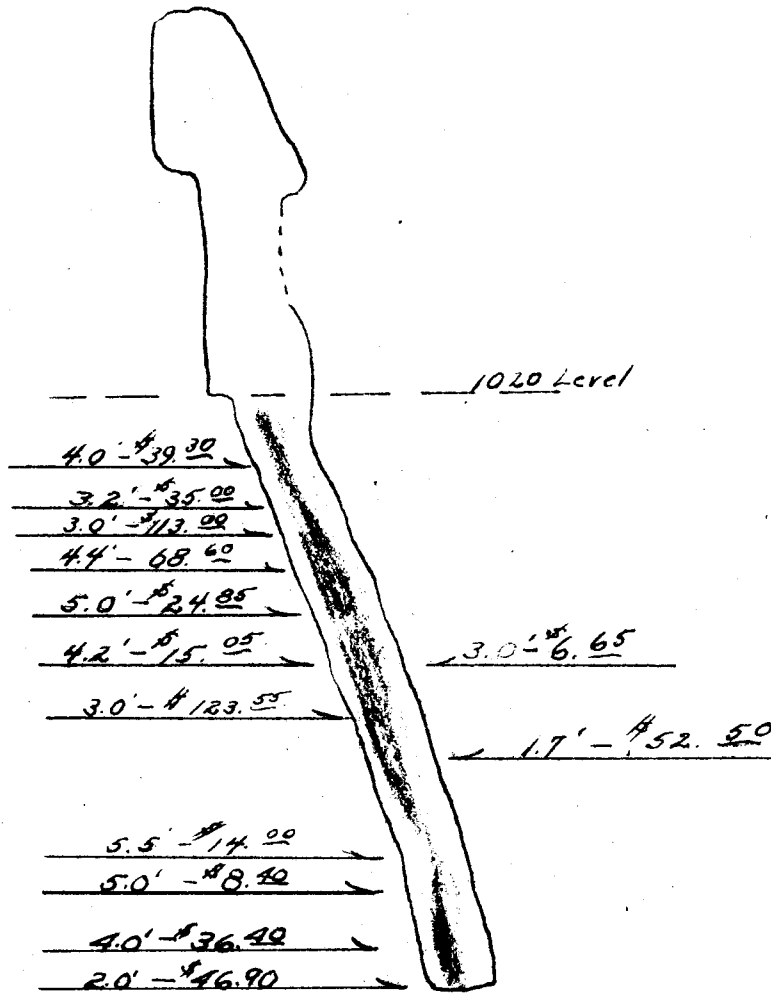 1020 Level
4.0' - $39.30
3.2' - $35.00
3.0' - $113.00
4.4' - 68.60
5.0' - $24.85
4.2' - $15.05
3.0' - $6.65
3.0' - $123.55
1.7' - $52.50
5.5' - $14.00
5.0' - $8.40
4.0' - $36.40
2.0' - $46.90